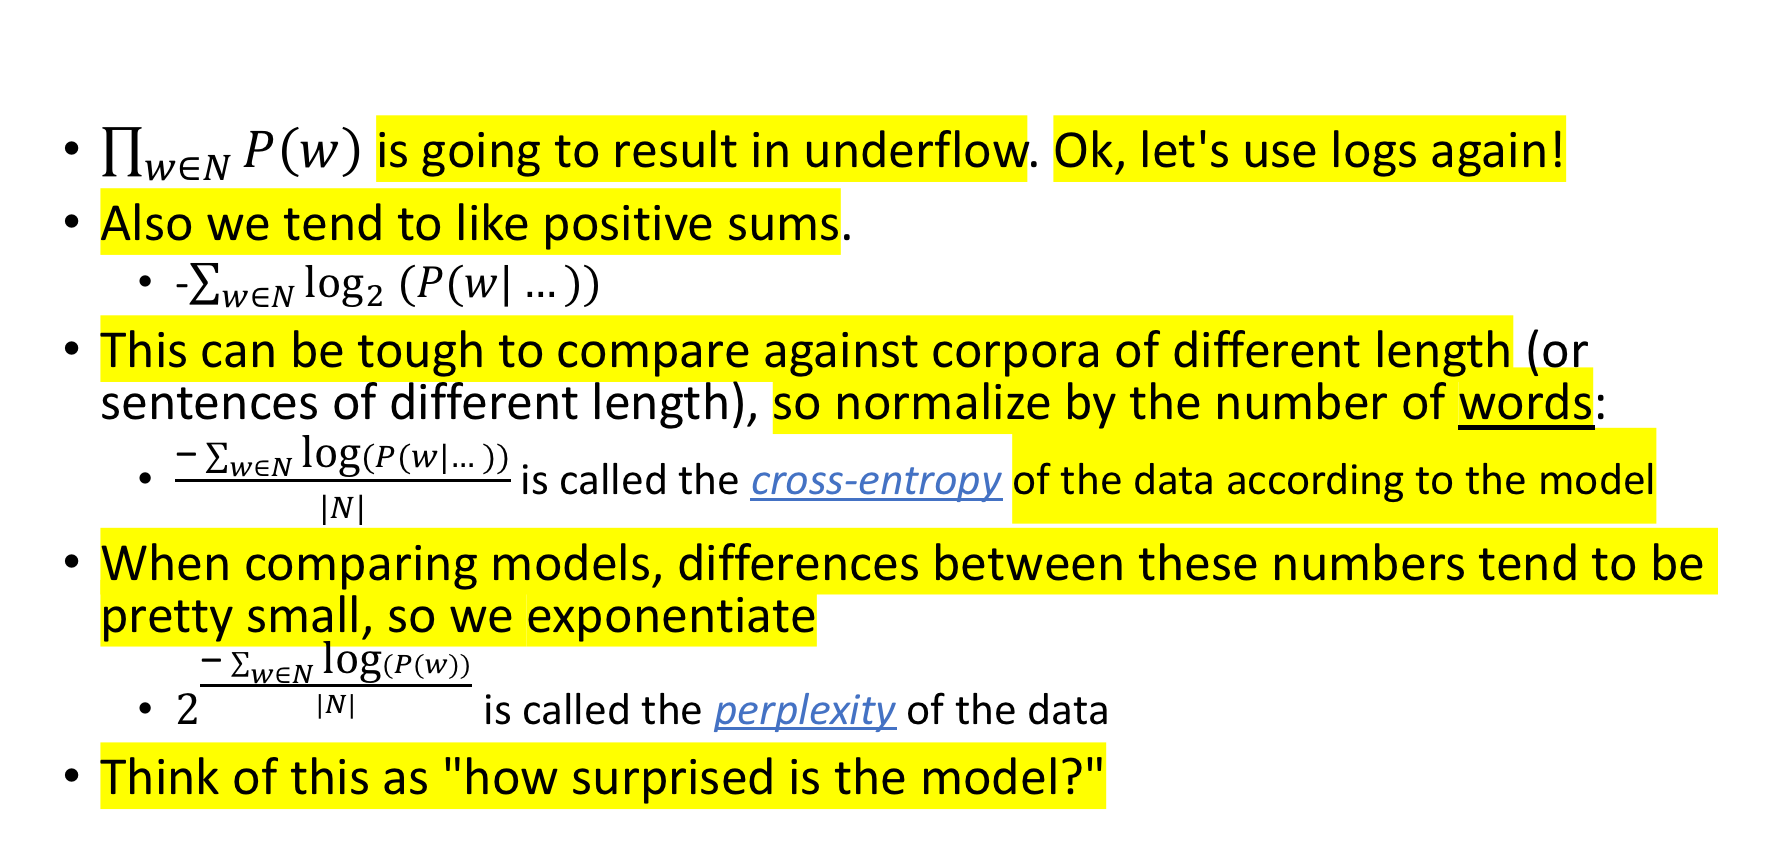 • ∏_{w∈N} P(w) is going to result in underflow. Ok, let's use logs again!
• Also we tend to like positive sums.
• -∑_{w∈N} log₂ (P(w| … ))
• This can be tough to compare against corpora of different length (or
sentences of different length), so normalize by the number of words:
• \frac{− ∑_{w∈N} log(P(w|… ))}{|N|} is called the cross-entropy of the data according to the model
• When comparing models, differences between these numbers tend to be
pretty small, so we exponentiate
• 2^{\frac{− ∑_{w∈N} log(P(w))}{|N|}} is called the perplexity of the data
• Think of this as "how surprised is the model?"